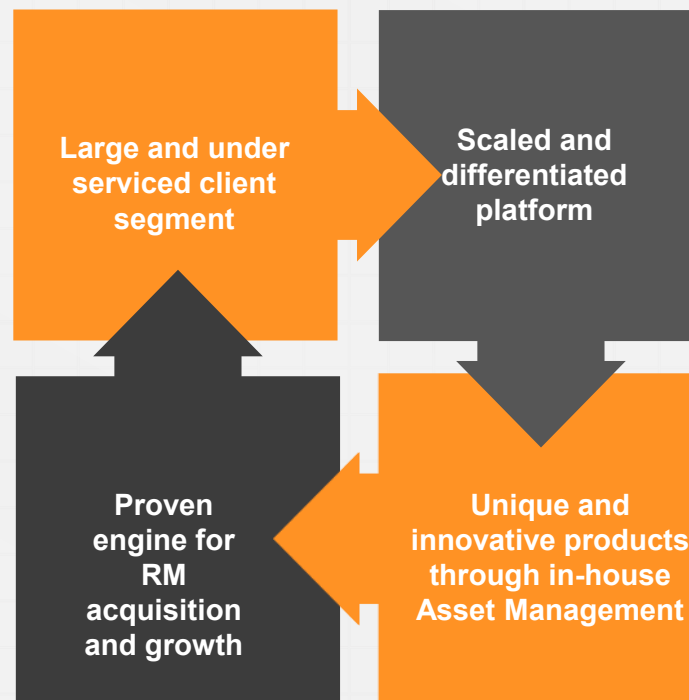 Large and under
serviced client
segment
Scaled and
differentiated
platform
Proven
engine for
RM
acquisition
and growth
Unique and
innovative products
through in-house
Asset Management